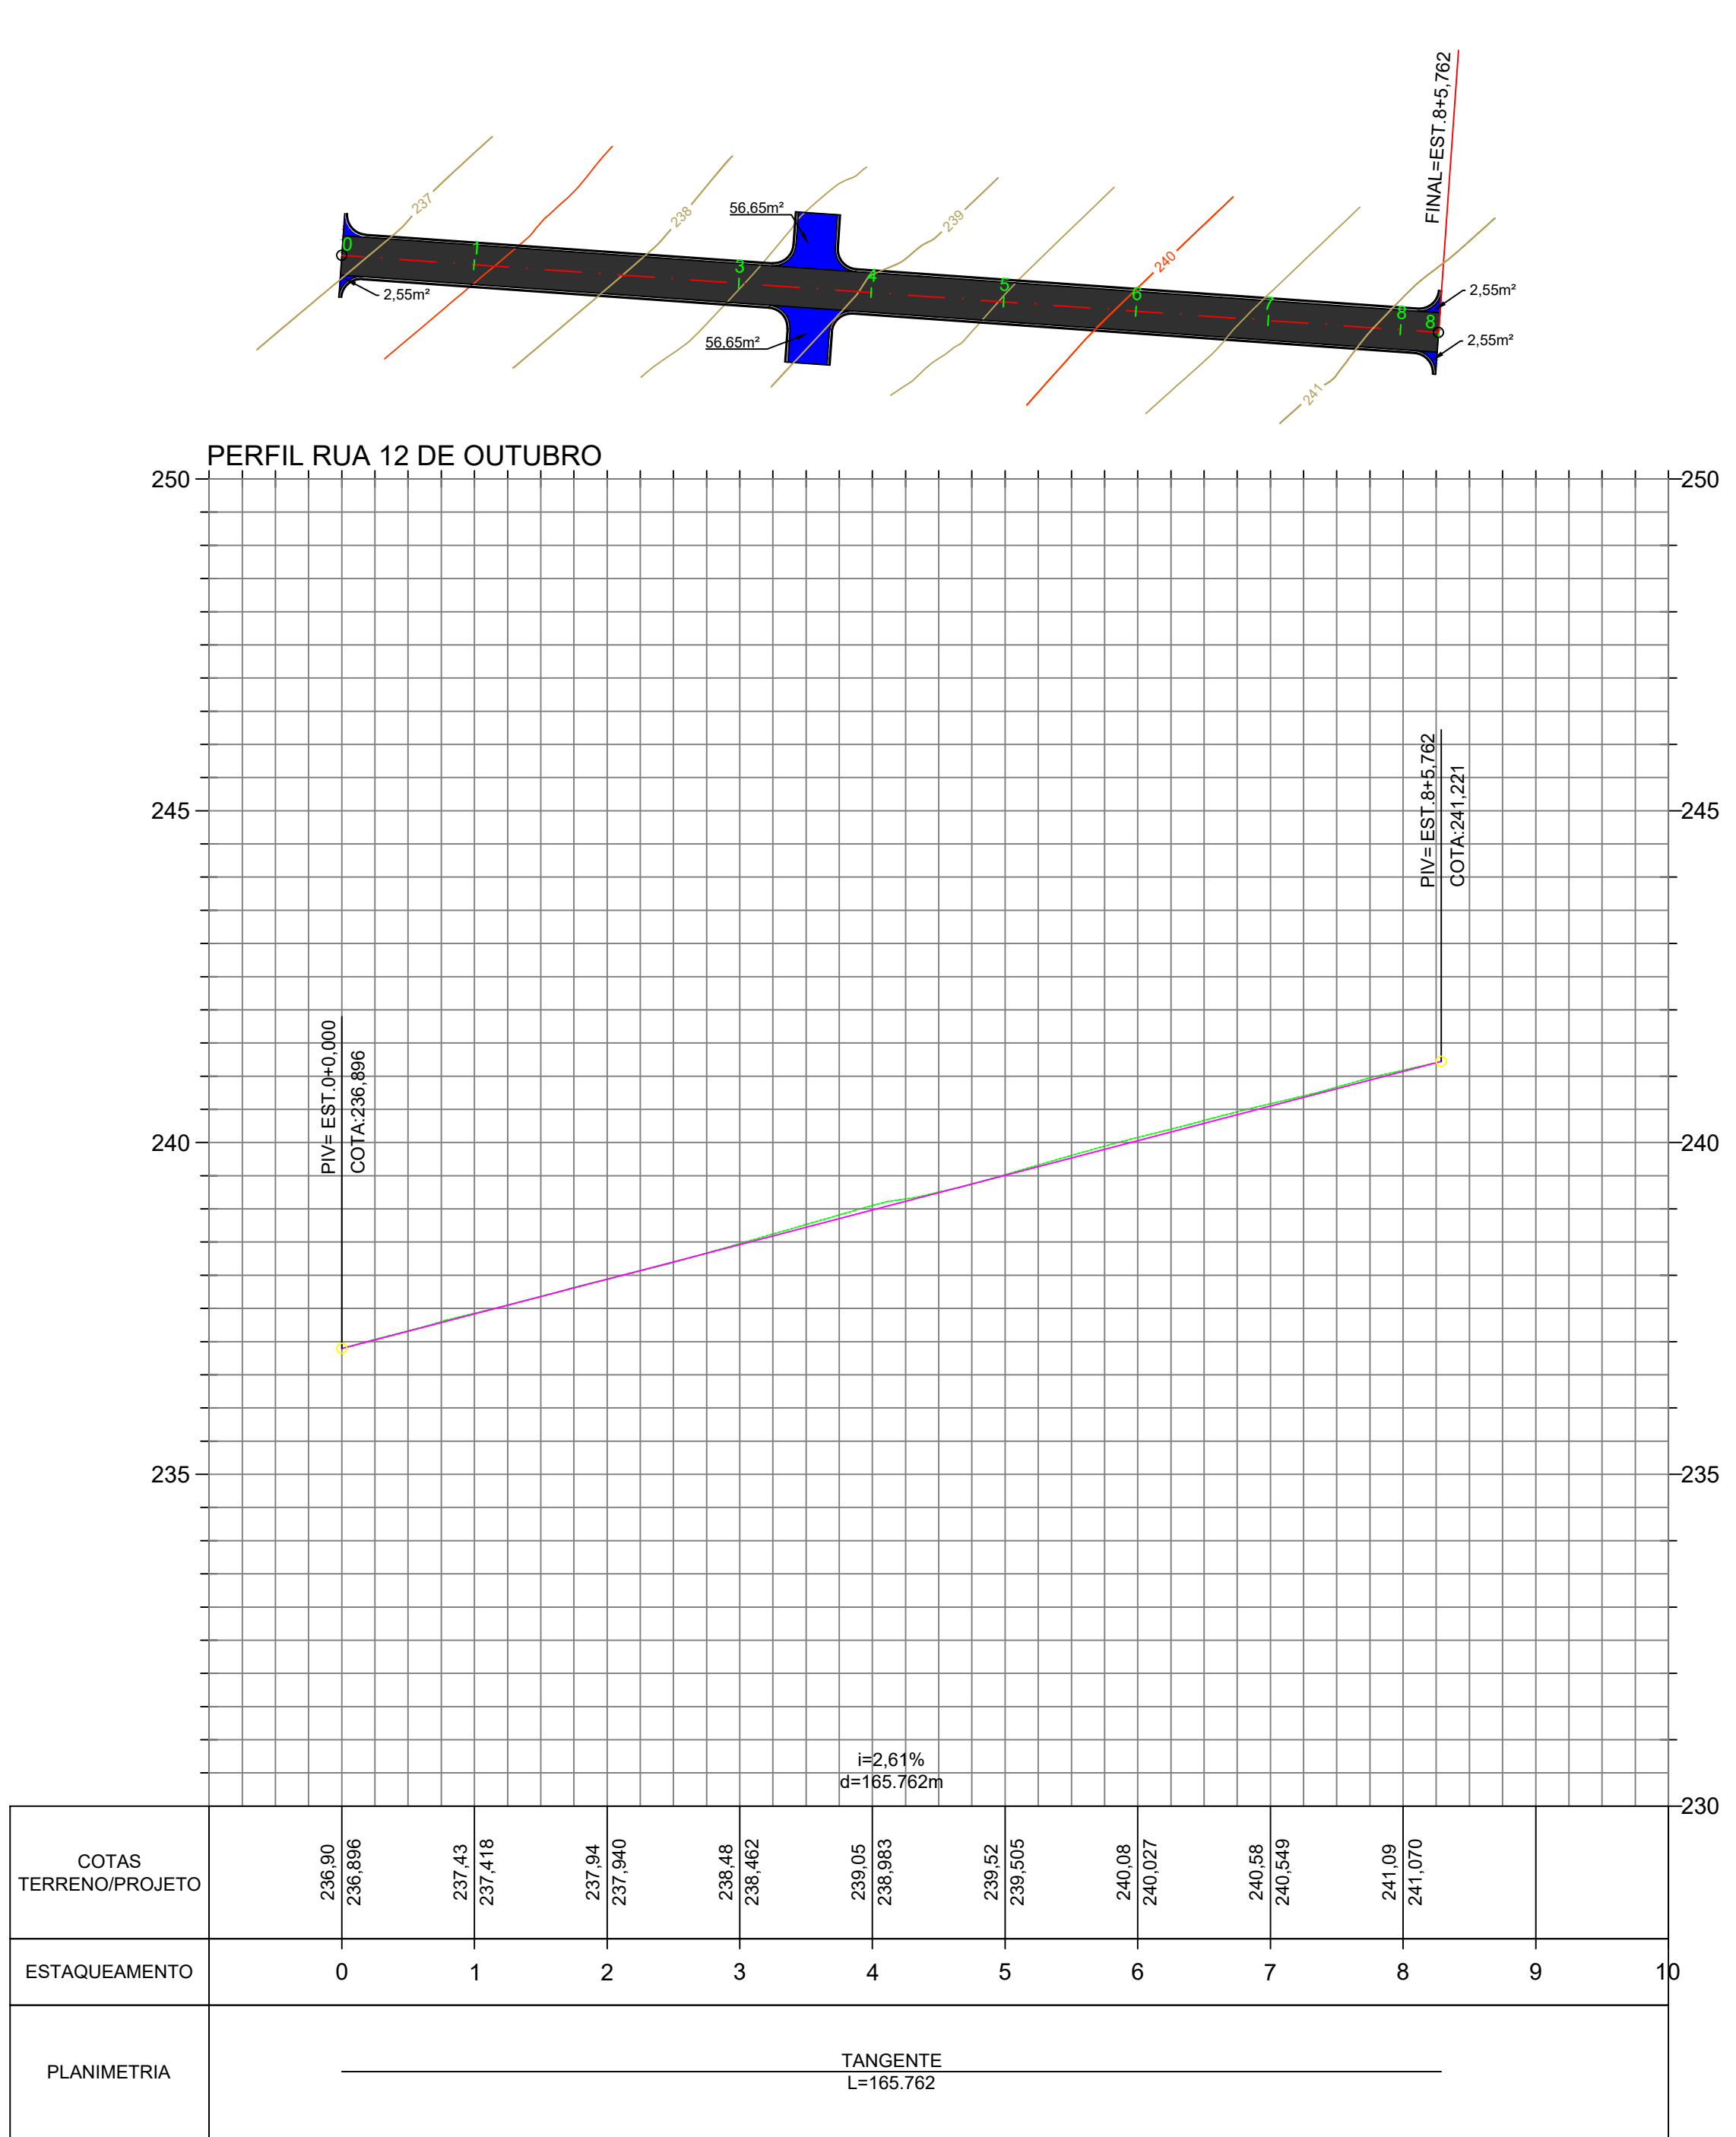 FINAL=EST.8+5,762
237
238
56,65m²
239
240
0
1
3
4
5
6
7
8
8
2,55m²
2,55m²
56,65m²
2,55m²
241
PERFIL RUA 12 DE OUTUBRO
250
250
245
245
PIV= EST.8+5,762
COTA:241,221
PIV= EST.0+0,000
COTA:236,896
240
240
235
235
i=2,61%
d=165.762m
230
COTAS
TERRENO/PROJETO
236,90
236,896
237,43
237,418
237,94
237,940
238,48
238,462
239,05
238,983
239,52
239,505
240,08
240,027
240,58
240,549
241,09
241,070
ESTAQUEAMENTO
0 1 2 3 4 5 6 7 8 9 10
PLANIMETRIA
TANGENTE
L=165.762